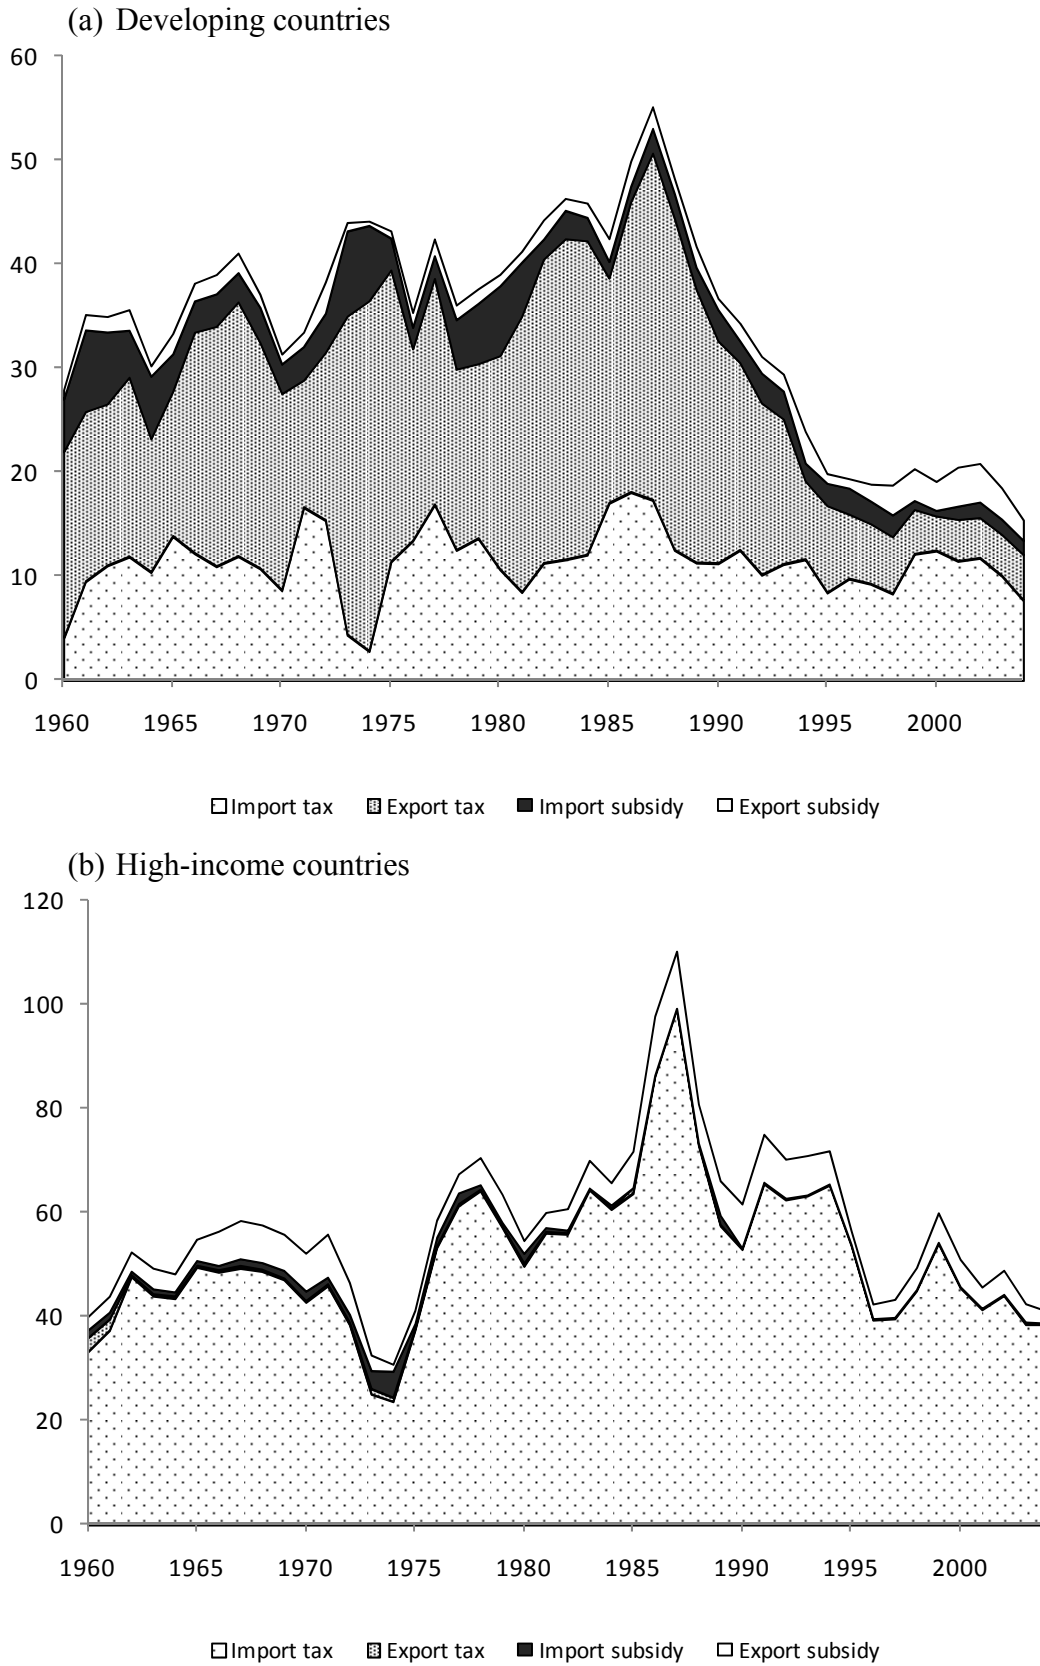 (a) Developing countries
60
50
40
30
20
10
0
1960 1965 1970 1975 1980 1985 1990 1995 2000
Import tax Export tax Import subsidy Export subsidy
(b) High-income countries
120
100
80
60
40
20
0
1960 1965 1970 1975 1980 1985 1990 1995 2000
Import tax Export tax Import subsidy Export subsidy